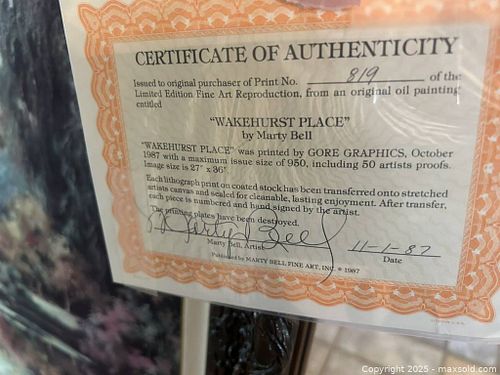 CERTIFICATE OF AUTHENTICITY
Issued to original purchaser of Print No. 819 of the
Limited Edition Fine Art Reproduction, from an original oil painting
entitled
"WAKEHURST PLACE"
by Marty Bell
"WAKEHURST PLACE" was printed by GORE GRAPHICS, October
1987 with a maximum issue size of 950, including 50 artists proofs.
Image size is 27" x 36"
Each lithograph print on coated stock has been transferred onto stretched
artists canvas and sealed for cleanable, lasting enjoyment. After transfer,
each piece is numbered and hand signed by the artist.
The printing plates have been destroyed.
Marty Bell 11-1-87
Marty Bell, Artist Date
Published by MARTY BELL FINE ART, INC. © 1987
Copyright © 2025 - maxsold.com